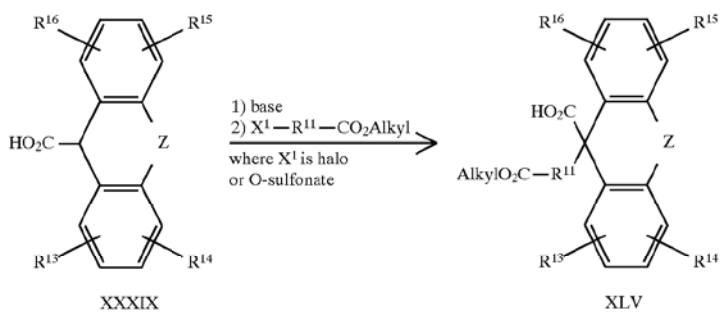 R¹⁶ R¹⁵
HO₂C Z
R¹³ R¹⁴
XXXIX
1) base
2) X¹—R¹¹—CO₂Alkyl
where X¹ is halo
or O-sulfonate
R¹⁶ R¹⁵
HO₂C
Z
AlkylO₂C—R¹¹
R¹³ R¹⁴
XLV